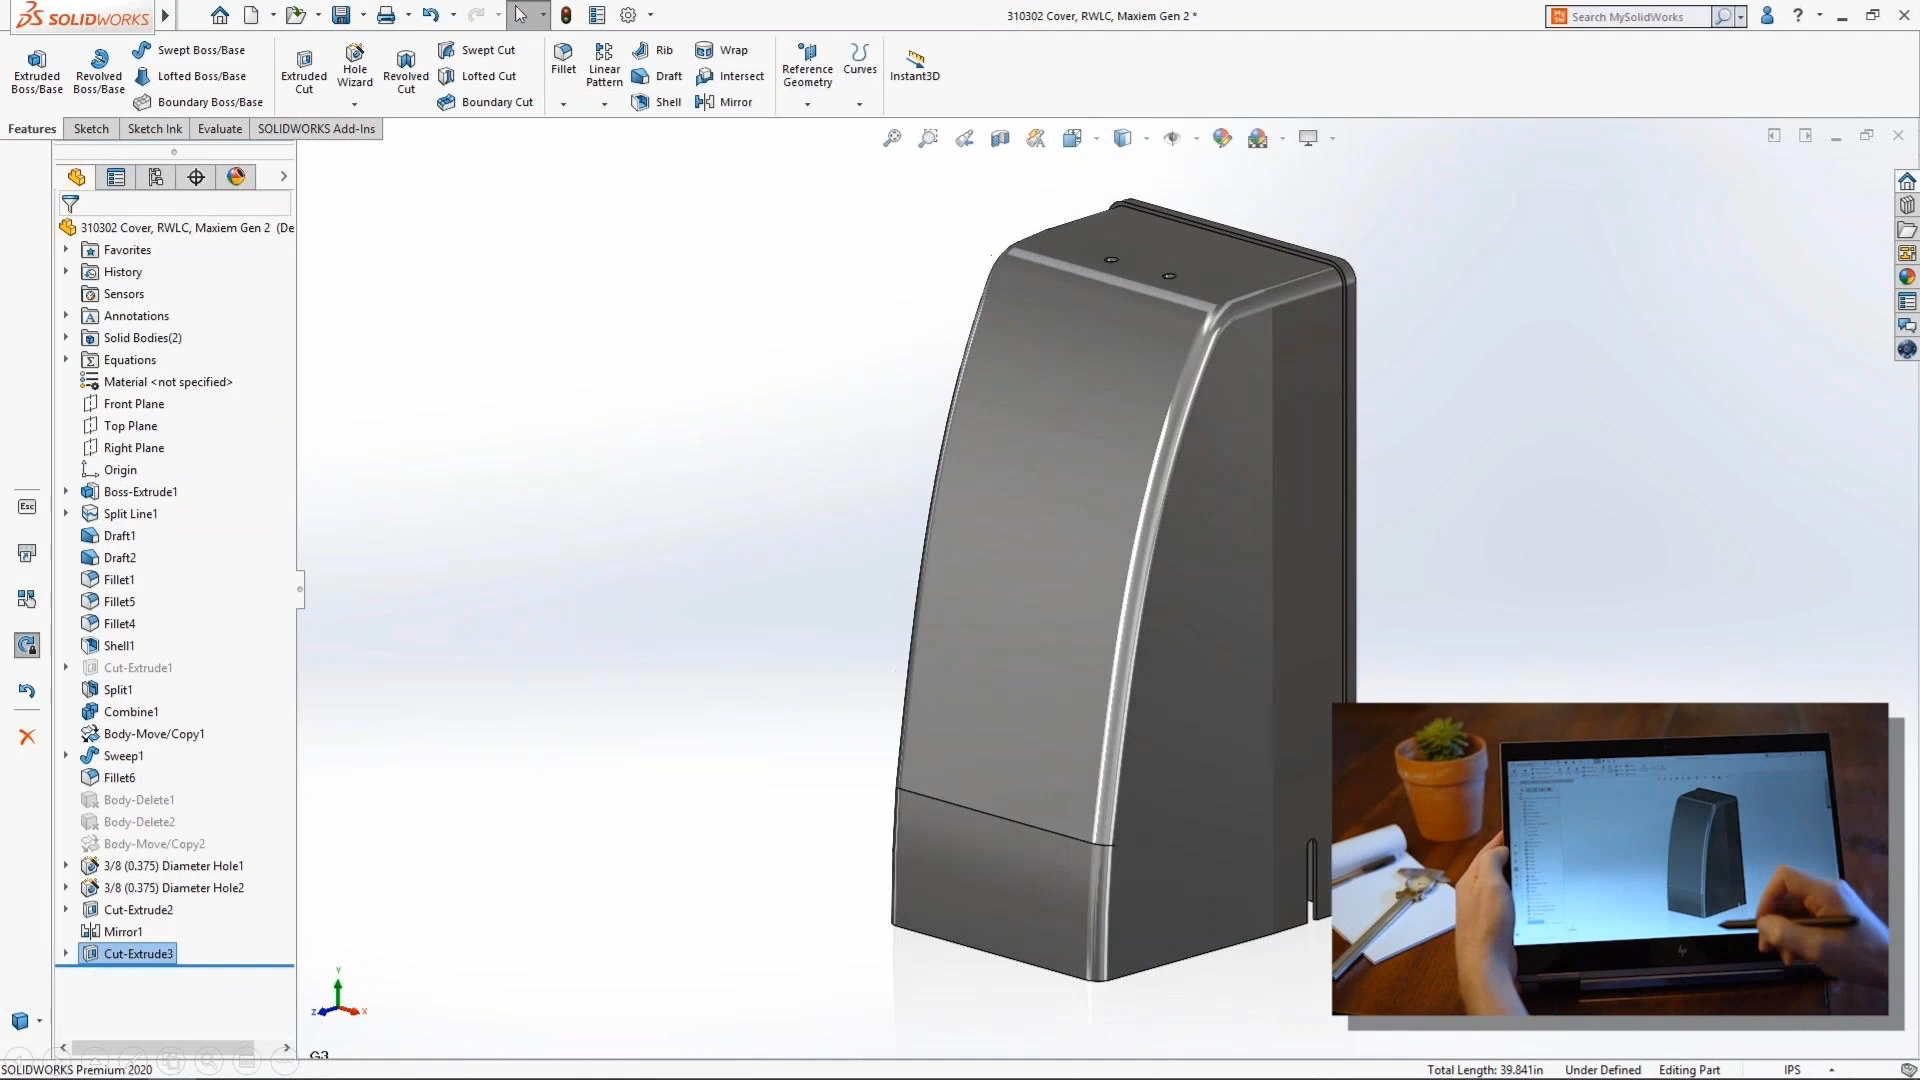 SOLIDWORKS
310302 Cover, RWLC, Maxiem Gen 2 *
Search MySolidWorks
?
Extruded Boss/Base
Revolved Boss/Base
Swept Boss/Base
Lofted Boss/Base
Boundary Boss/Base
Extruded Cut
Hole Wizard
Revolved Cut
Swept Cut
Lofted Cut
Boundary Cut
Fillet
Linear Pattern
Rib
Draft
Shell
Wrap
Intersect
Mirror
Reference Geometry
Curves
Instant3D
Features
Sketch
Sketch Ink
Evaluate
SOLIDWORKS Add-Ins
310302 Cover, RWLC, Maxiem Gen 2 (De
Favorites
History
Sensors
Annotations
Solid Bodies(2)
Equations
Material <not specified>
Front Plane
Top Plane
Right Plane
Origin
Boss-Extrude1
Split Line1
Draft1
Draft2
Fillet1
Fillet5
Fillet4
Shell1
Cut-Extrude1
Split1
Combine1
Body-Move/Copy1
Sweep1
Fillet6
Body-Delete1
Body-Delete2
Body-Move/Copy2
3/8 (0.375) Diameter Hole1
3/8 (0.375) Diameter Hole2
Cut-Extrude2
Mirror1
Cut-Extrude3
Esc
Y
Z
X
hp
SOLIDWORKS Premium 2020
Total Length: 39.841in
Under Defined
Editing Part
IPS